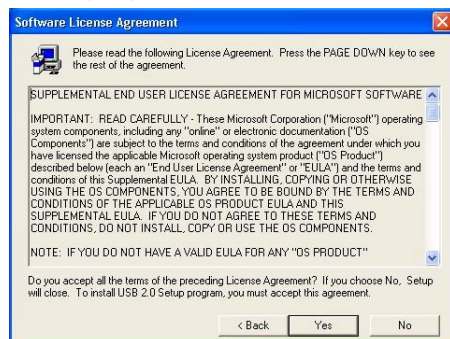 Software License Agreement
Please read the following License Agreement. Press the PAGE DOWN key to see
the rest of the agreement.
SUPPLEMENTAL END USER LICENSE AGREEMENT FOR MICROSOFT SOFTWARE
IMPORTANT: READ CAREFULLY - These Microsoft Corporation ("Microsoft") operating
system components, including any "online" or electronic documentation ("OS
Components") are subject to the terms and conditions of the agreement under which you
have licensed the applicable Microsoft operating system product ("OS Product")
described below (each an "End User License Agreement" or "EULA") and the terms and
conditions of this Supplemental EULA. BY INSTALLING, COPYING OR OTHERWISE
USING THE OS COMPONENTS, YOU AGREE TO BE BOUND BY THE TERMS AND
CONDITIONS OF THE APPLICABLE OS PRODUCT EULA AND THIS
SUPPLEMENTAL EULA. IF YOU DO NOT AGREE TO THESE TERMS AND
CONDITIONS, DO NOT INSTALL, COPY OR USE THE OS COMPONENTS.
NOTE: IF YOU DO NOT HAVE A VALID EULA FOR ANY "OS PRODUCT"
Do you accept all the terms of the preceding License Agreement? If you choose No, Setup
will close. To install USB 2.0 Setup program, you must accept this agreement.
< Back Yes No